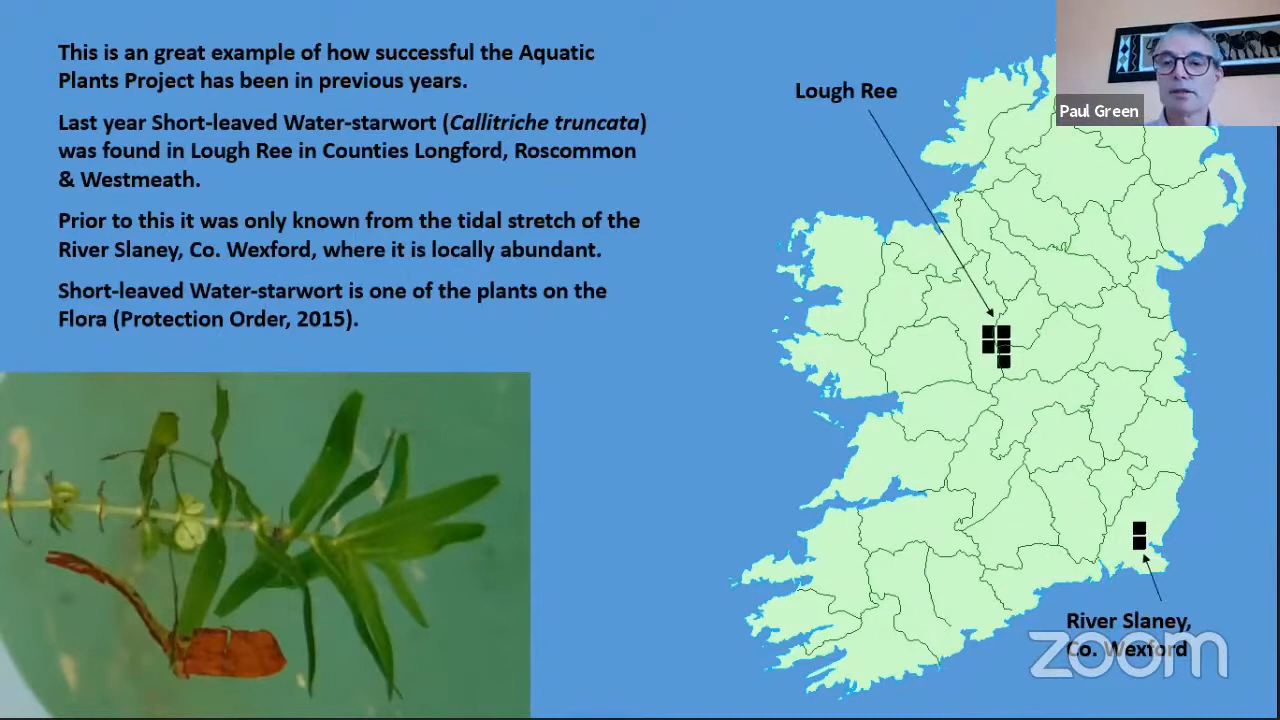 This is an great example of how successful the Aquatic
Plants Project has been in previous years.
Last year Short-leaved Water-starwort (Callitriche truncata)
was found in Lough Ree in Counties Longford, Roscommon
& Westmeath.
Prior to this it was only known from the tidal stretch of the
River Slaney, Co. Wexford, where it is locally abundant.
Short-leaved Water-starwort is one of the plants on the
Flora (Protection Order, 2015).
Lough Ree
Paul Green
River Slaney,
Co. Wexford
zoom